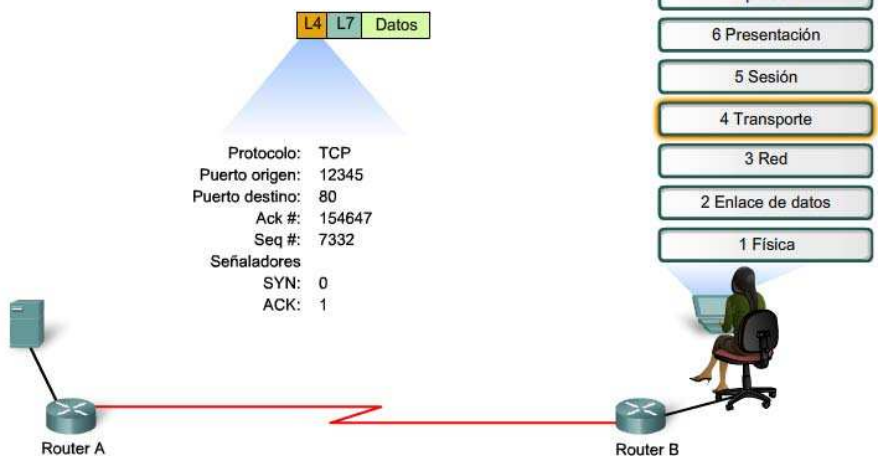 L4 L7 Datos
Protocolo: TCP
Puerto origen: 12345
Puerto destino: 80
Ack #: 154647
Seq #: 7332
Señaladores
SYN: 0
ACK: 1
6 Presentación
5 Sesión
4 Transporte
3 Red
2 Enlace de datos
1 Física
Router A
Router B